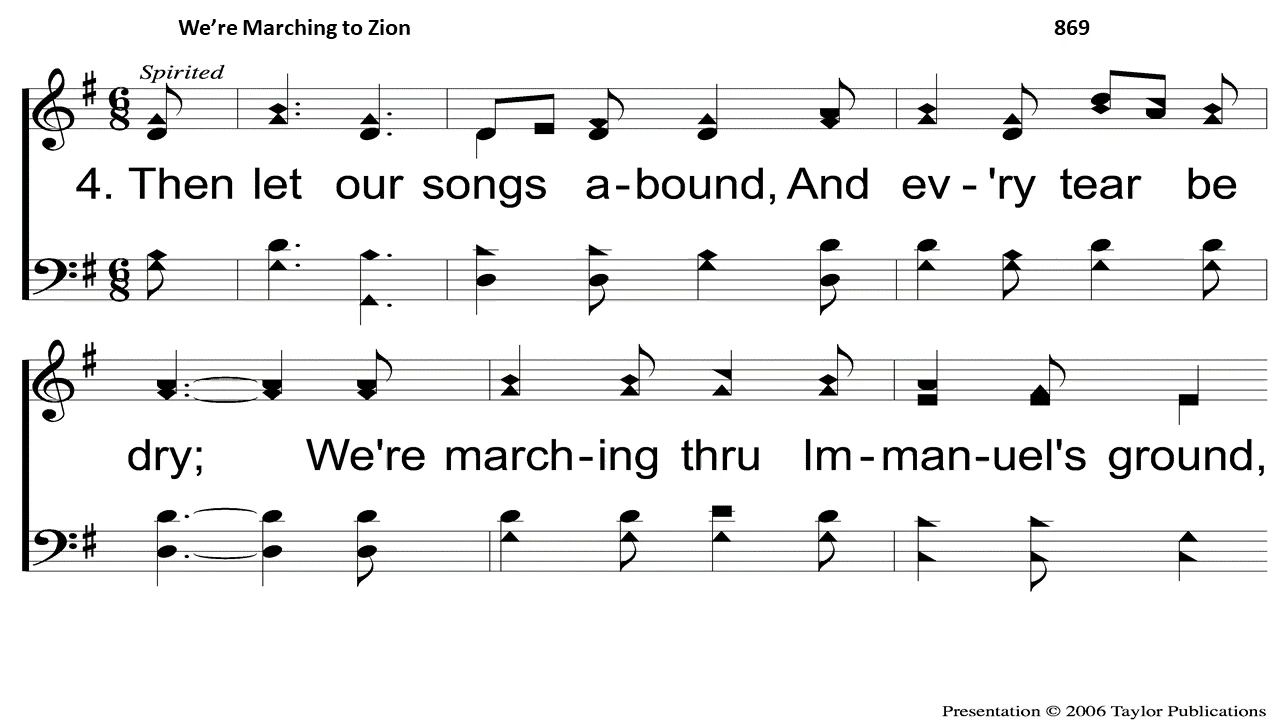 We’re Marching to Zion 869
Spirited
4. Then let our songs a-bound, And ev-'ry tear be
dry; We're march-ing thru Im-man-uel's ground,
Presentation © 2006 Taylor Publications